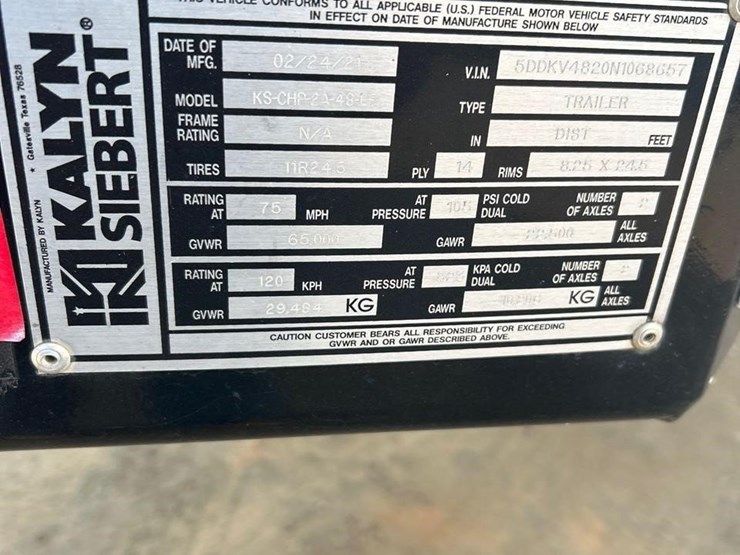 THIS VEHICLE CONFORMS TO ALL APPLICABLE (U.S.) FEDERAL MOTOR VEHICLE SAFETY STANDARDS
IN EFFECT ON DATE OF MANUFACTURE SHOWN BELOW
MANUFACTURED BY KALYN * Gatesville Texas 76528
KALYN
SIEBERT®
DATE OF MFG. 02/24/21 V.I.N. 5DDKV4820N1068657
MODEL KS-CHP-2A-48-L TYPE TRAILER
FRAME RATING N/A IN DIST FEET
TIRES 11R24.5 PLY 14 RIMS 8.25 X 24.5
RATING AT 75 MPH AT PRESSURE 105 PSI COLD DUAL NUMBER OF AXLES
GVWR 65,000 GAWR ALL AXLES
RATING AT 120 KPH AT PRESSURE KPA COLD DUAL NUMBER OF AXLES
GVWR 29,484 KG GAWR KG ALL AXLES
CAUTION CUSTOMER BEARS ALL RESPONSIBILITY FOR EXCEEDING
GVWR AND OR GAWR DESCRIBED ABOVE.